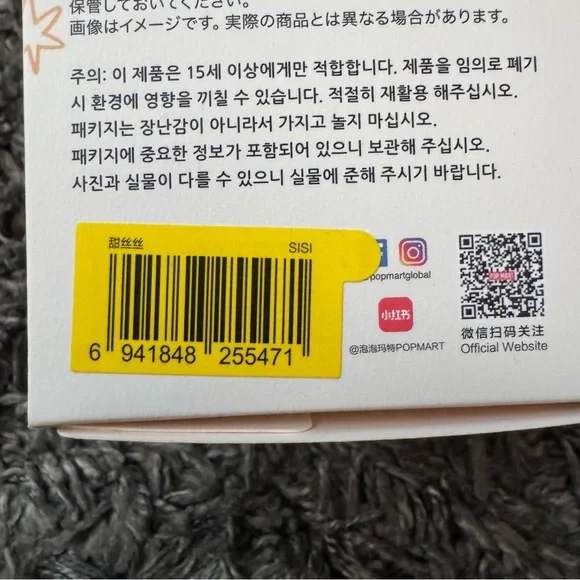 保管しておいてください。
画像はイメージです。実際の商品とは異なる場合があります。
주의: 이 제품은 15세 이상에게만 적합합니다. 제품을 임의로 폐기
시 환경에 영향을 끼칠 수 있습니다. 적절히 재활용 해주십시오.
패키지는 장난감이 아니라서 가지고 놀지 마십시오.
패키지에 중요한 정보가 포함되어 있으니 보관해 주십시오.
사진과 실물이 다를 수 있으니 실물에 준해 주시기 바랍니다.
甜丝丝 SISI
6 941848 255471
popmartglobal
小红书
@泡泡玛特POPMART
POP MART
微信扫码关注
Official Website